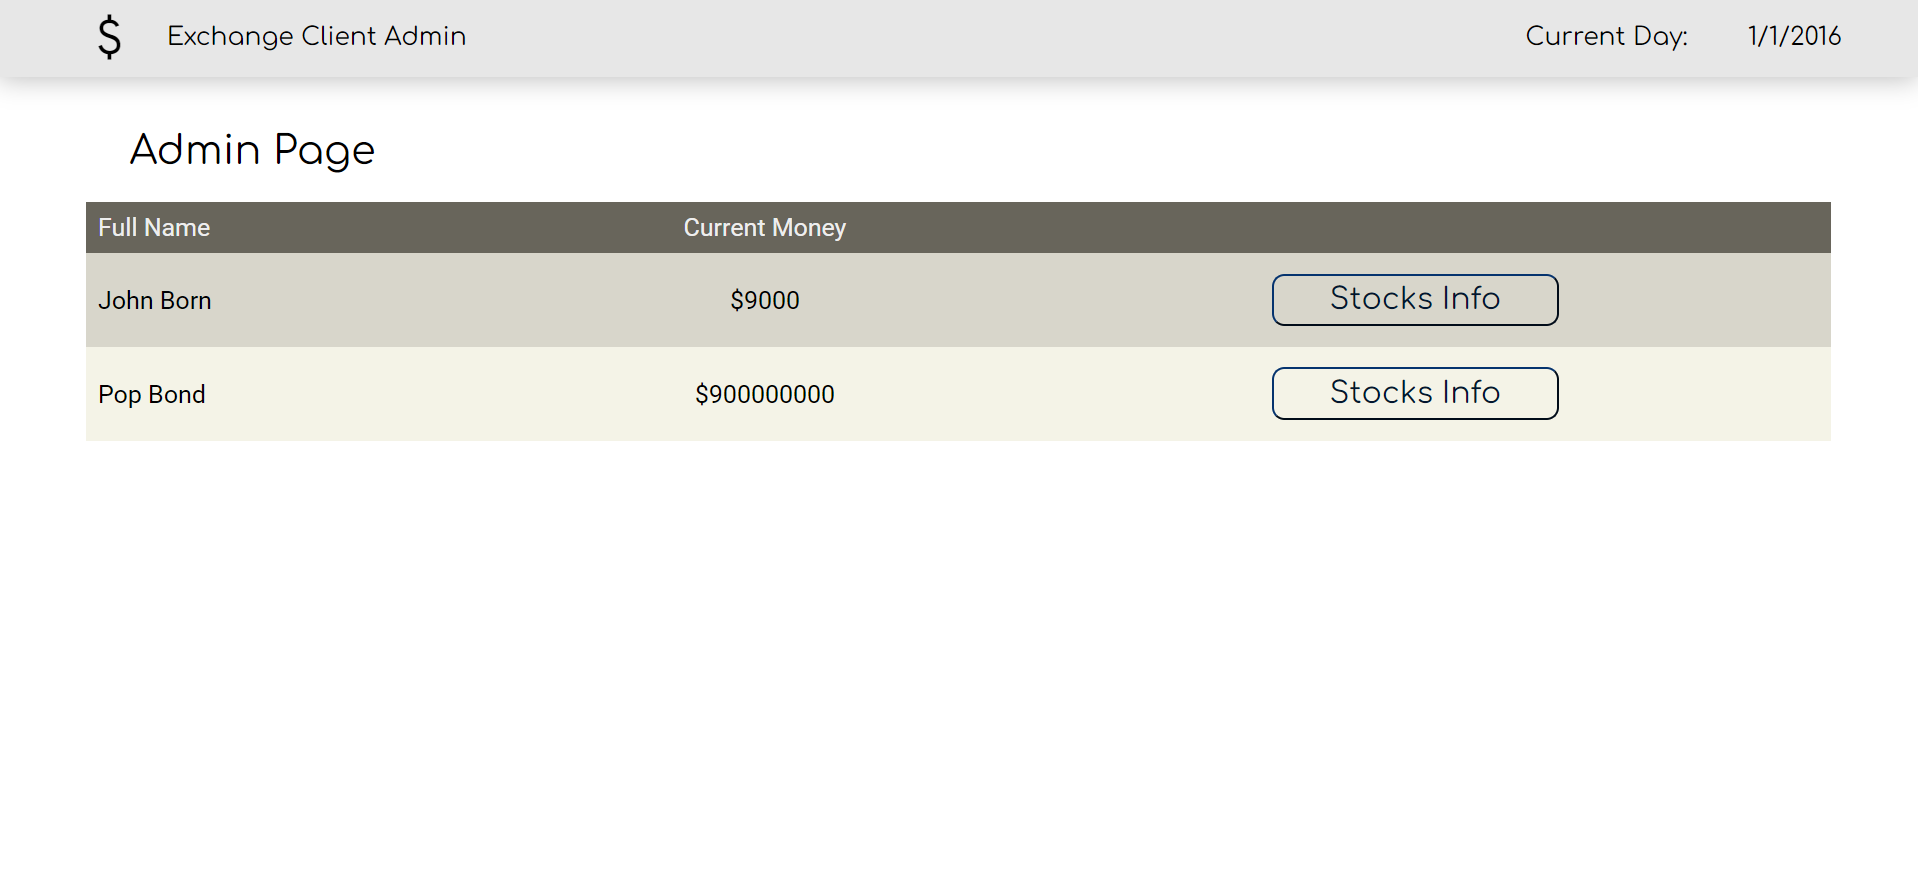 $ Exchange Client Admin Current Day: 1/1/2016
Admin Page
Full Name Current Money
John Born $9000 Stocks Info
Pop Bond $900000000 Stocks Info